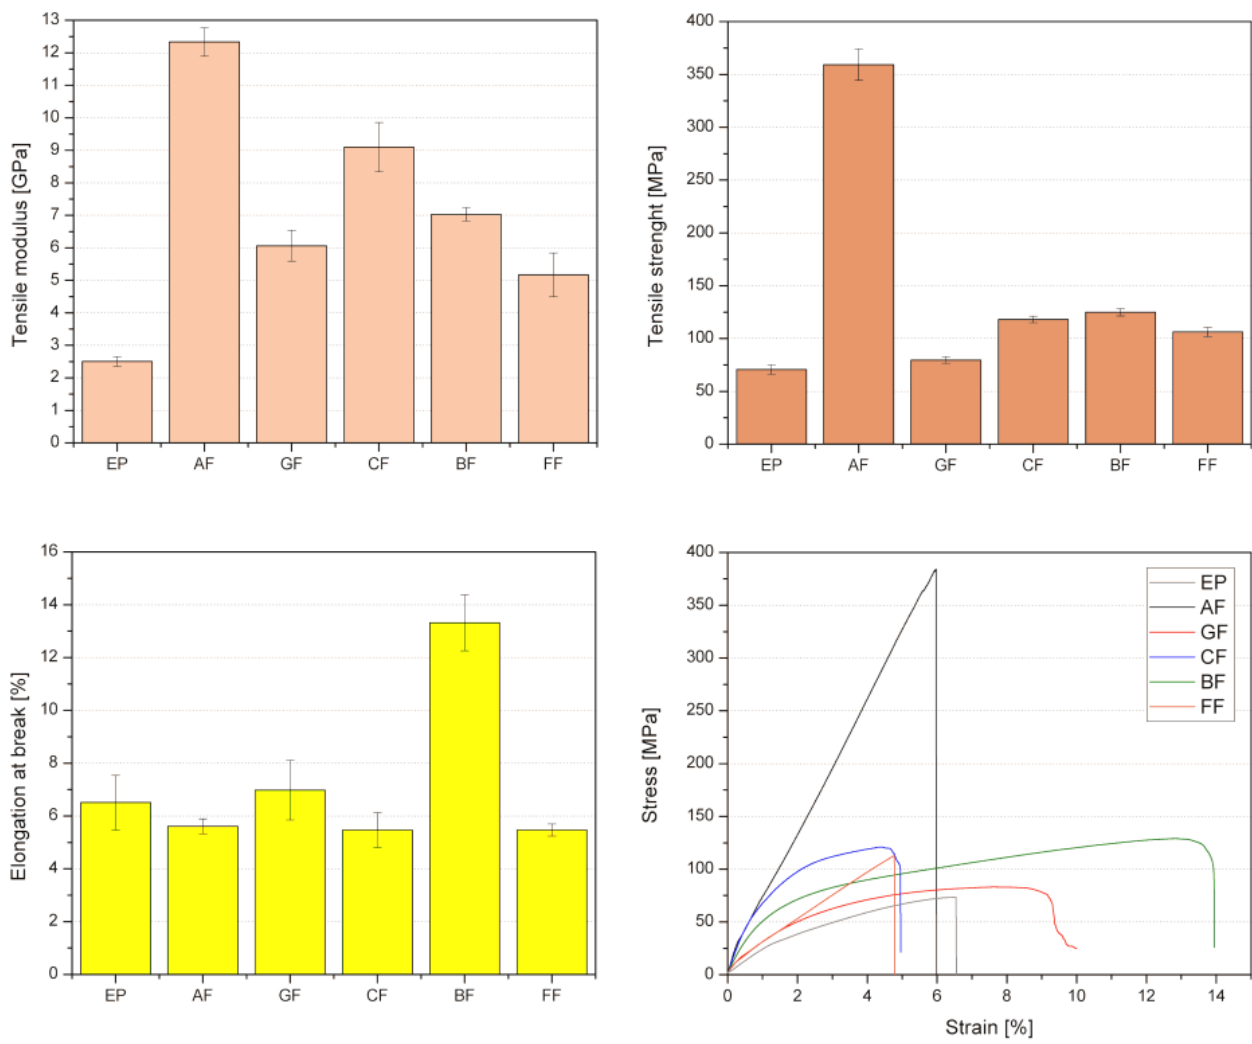 Tensile modulus [GPa]
13
12
11
10
9
8
7
6
5
4
3
2
1
0
EP AF GF CF BF FF
Tensile strenght [MPa]
400
350
300
250
200
150
100
50
0
EP AF GF CF BF FF
Elongation at break [%]
16
14
12
10
8
6
4
2
0
EP AF GF CF BF FF
Stress [MPa]
400
350
300
250
200
150
100
50
0
EP
AF
GF
CF
BF
FF
0 2 4 6 8 10 12 14
Strain [%]